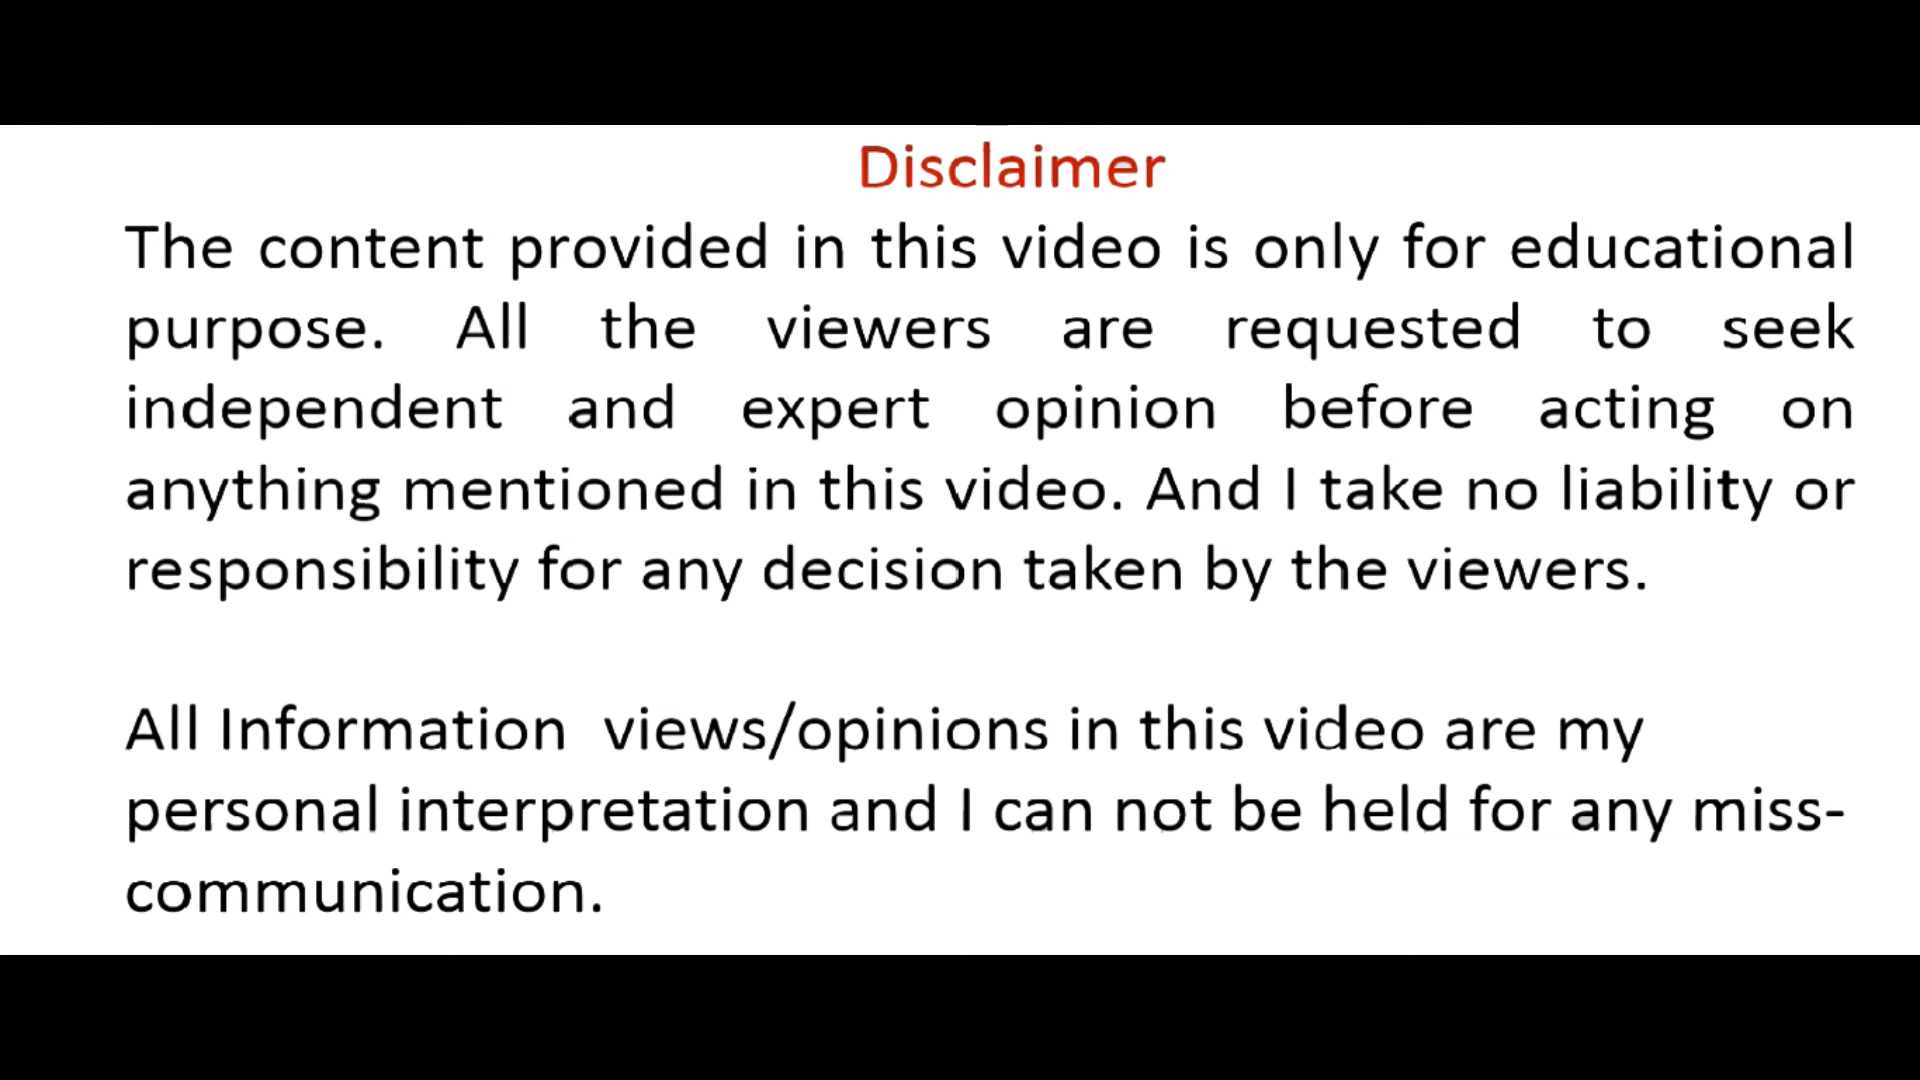 Disclaimer
The content provided in this video is only for educational
purpose. All the viewers are requested to seek
independent and expert opinion before acting on
anything mentioned in this video. And I take no liability or
responsibility for any decision taken by the viewers.
All Information  views/opinions in this video are my
personal interpretation and I can not be held for any miss-
communication.